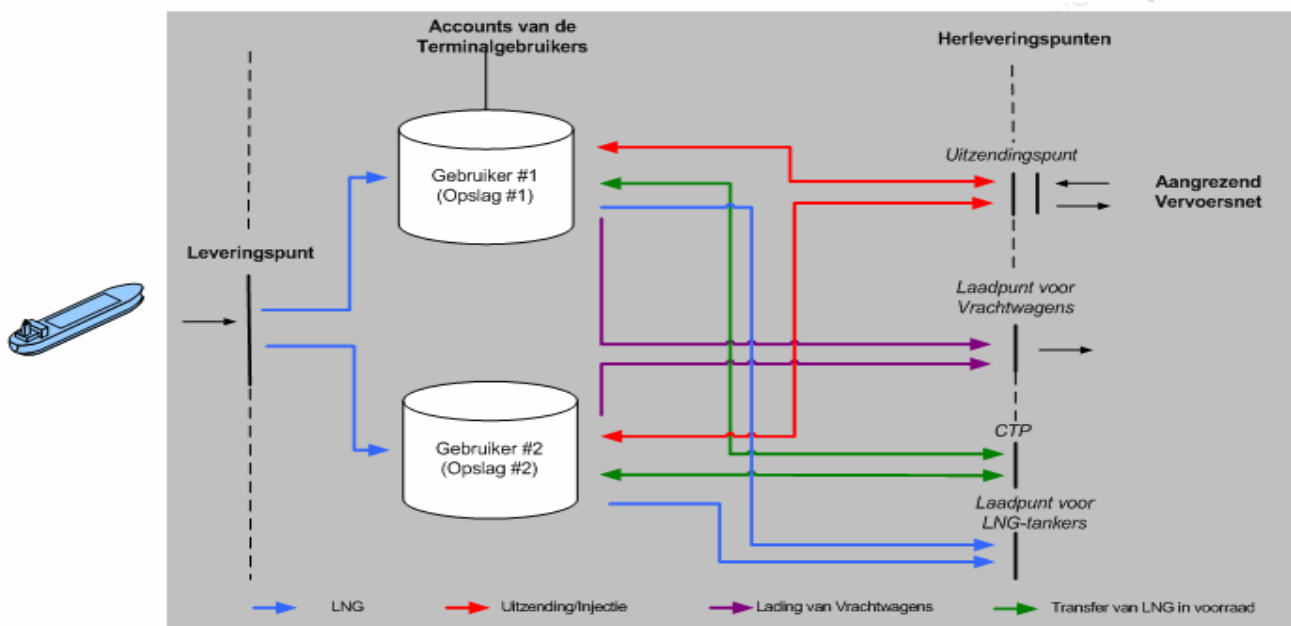 Accounts van de
Terminalgebruikers
Herleveringspunten
Gebruiker #1
(Opslag #1)
Uitzendingspunt
Aangrezend
Vervoersnet
Leveringspunt
Laadpunt voor
Vrachtwagens
Gebruiker #2
(Opslag #2)
CTP
Laadpunt voor
LNG-tankers
LNG
Uitzending/Injectie
Lading van Vrachtwagens
Transfer van LNG in voorraad